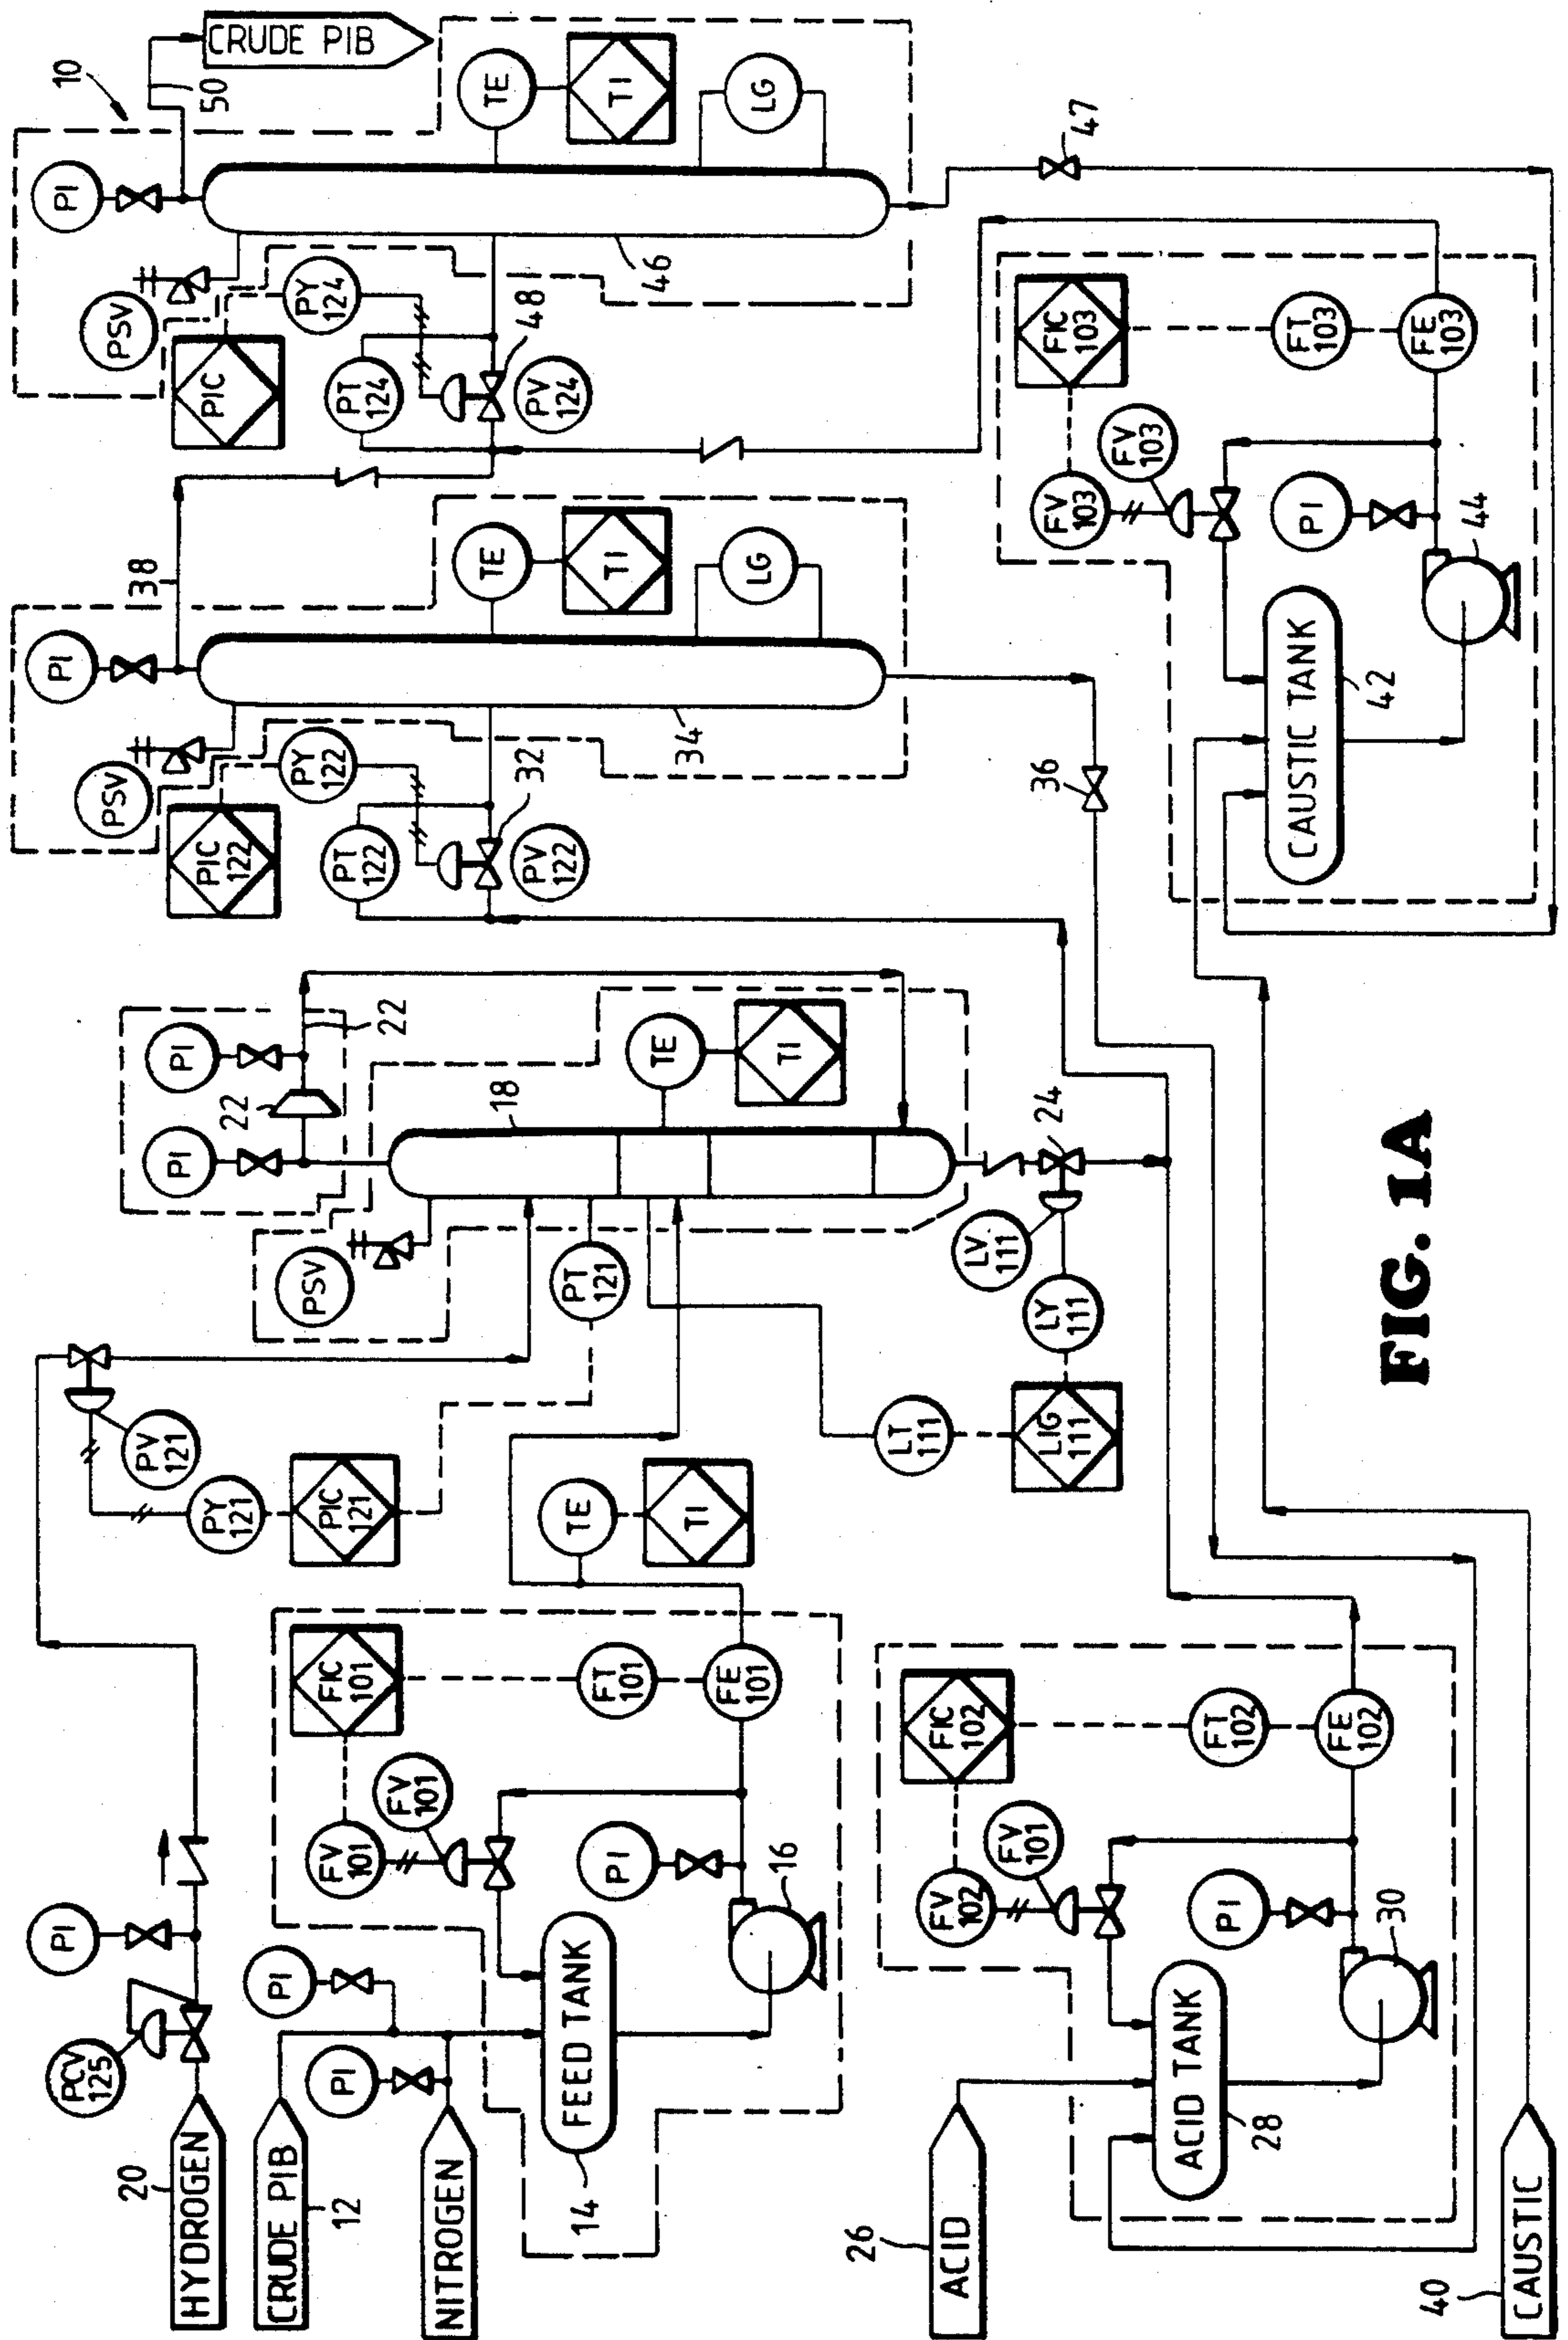 20
HYDROGEN
PCV
125
PI
PY
121
PV
121
PIC
121
CRUDE PIB
12
NITROGEN
PI
PI
14
FEED TANK
FIC
101
FV
101
FV
101
FT
101
FE
101
PI
16
TE
TI
PSV
PT
121
PI
22
PI
22
18
TE
TI
LT
111
LIG
111
LY
111
LV
111
24
PSV
PI
38
PIC
122
PY
122
PT
122
PV
122
32
34
TE
TI
LG
36
PSV
PI
10
50
CRUDE PIB
PIC
PY
124
PT
124
PV
124
48
46
TE
TI
LG
47
26
ACID
ACID TANK
28
FIC
102
FV
102
FV
101
FT
102
FE
102
PI
30
40
CAUSTIC
CAUSTIC TANK
42
FIC
103
FV
103
FV
103
FT
103
FE
103
PI
44
FIG. 1A